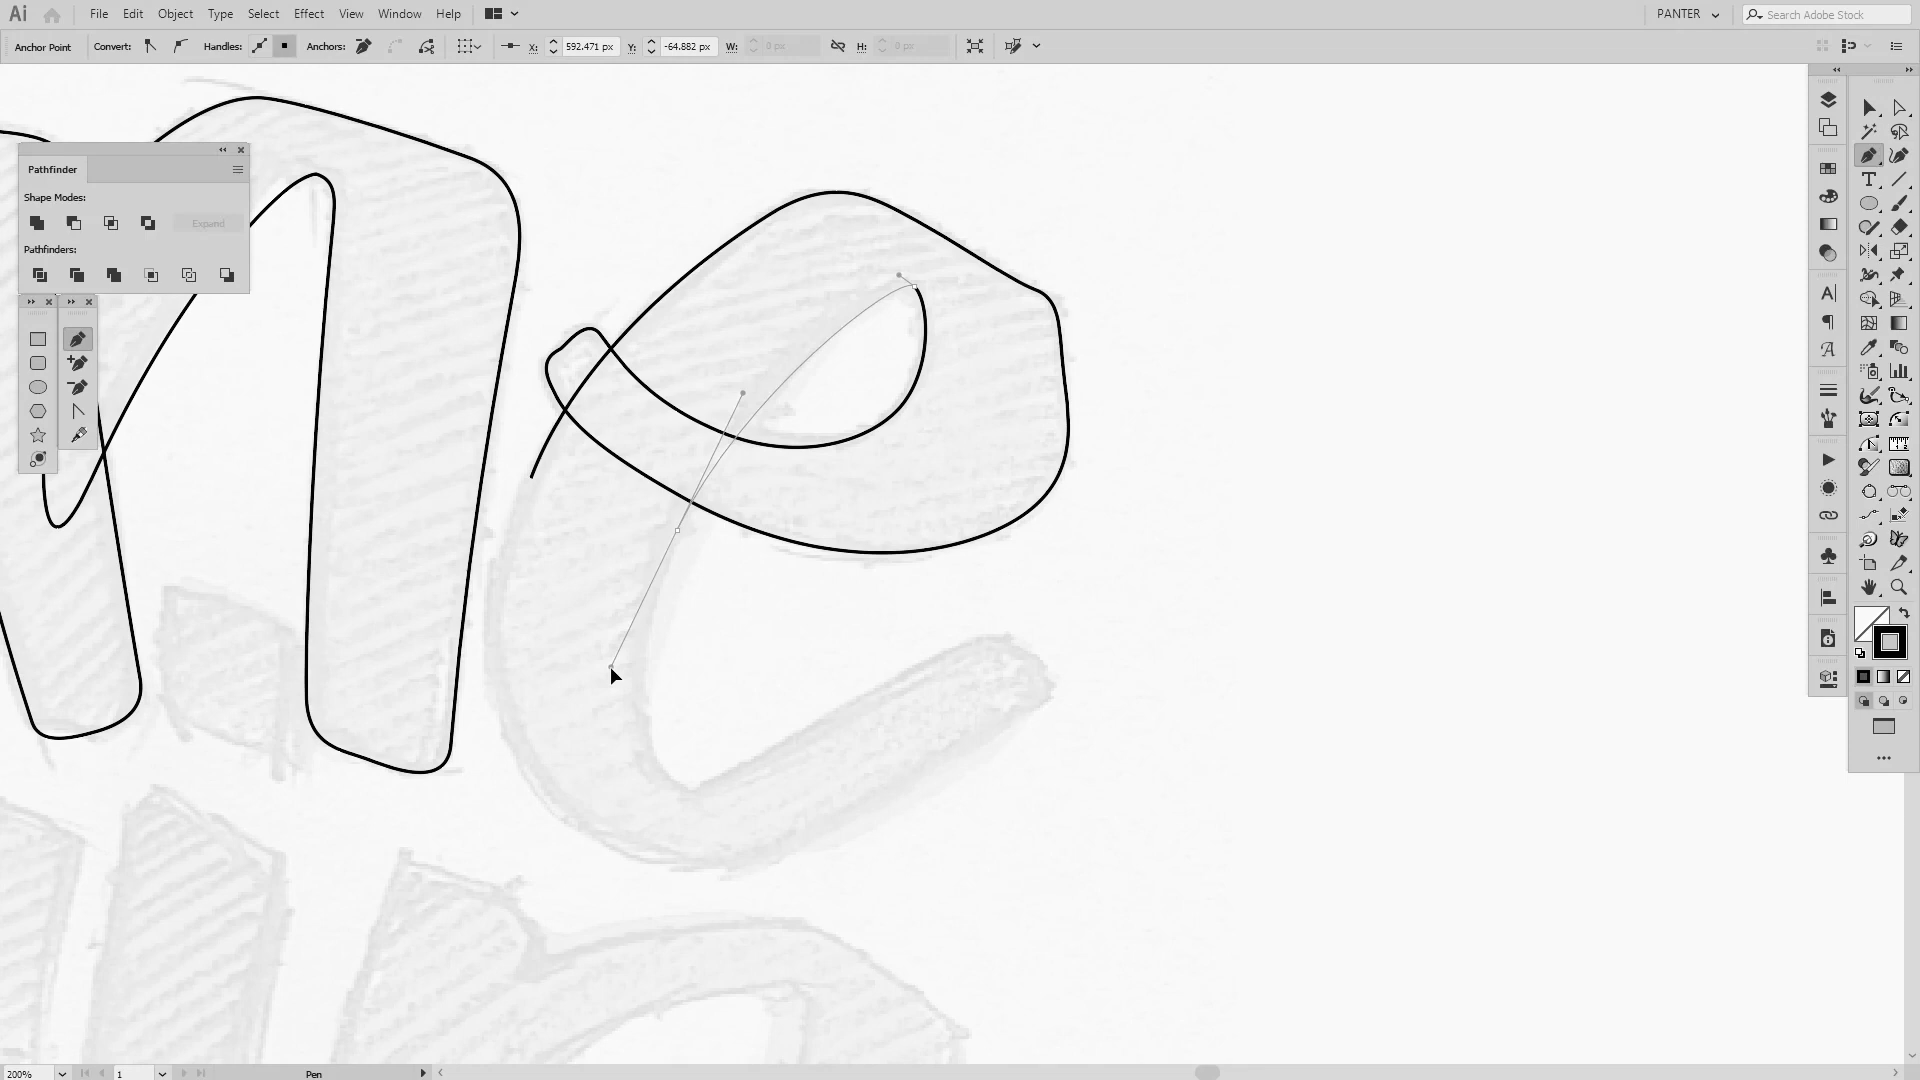 Ai File Edit Object Type Select Effect View Window Help PANTER Search Adobe Stock
Anchor Point Convert: Handles: Anchors: X: 592.471 px Y: -64.882 px W: 0 px H: 0 px
Pathfinder
Shape Modes:
Expand
Pathfinders:
200% 1 Pen